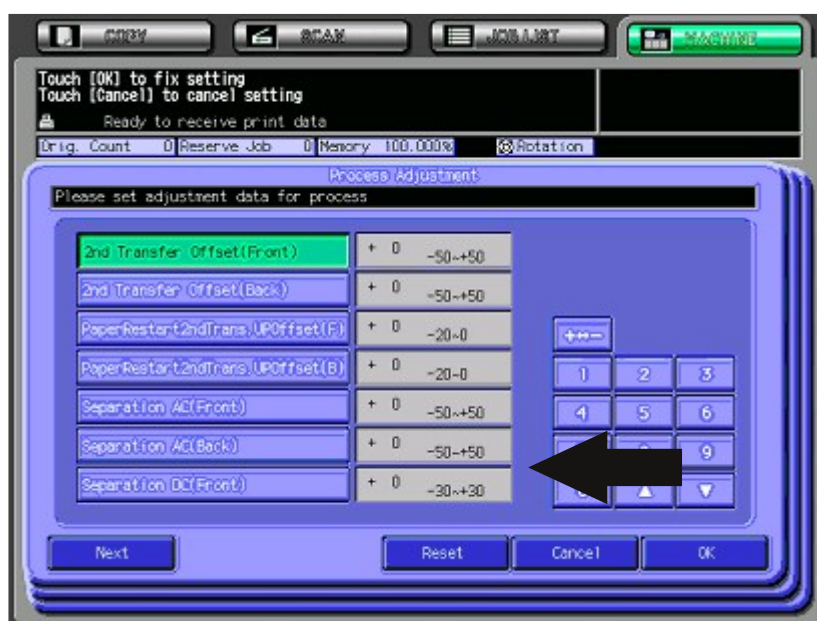 COPY
SCAN
JOB LIST
MACHINE
Touch [OK] to fix setting
Touch [Cancel] to cancel setting
Ready to receive print data
Orig. Count 0 Reserve Job 0 Memory 100.000% Rotation
Process Adjustment
Please set adjustment data for process
2nd Transfer Offset(Front) + 0 -50~+50
2nd Transfer Offset(Back) + 0 -50~+50
PaperRestart2ndTrans.UPOffset(F) + 0 -20~0
PaperRestart2ndTrans.UPOffset(B) + 0 -20~0
Separation AC(Front) + 0 -50~+50
Separation AC(Back) + 0 -50~+50
Separation DC(Front) + 0 -30~+30
+↔-
1 2 3
4 5 6
9
▲ ▼
Next Reset Cancel OK